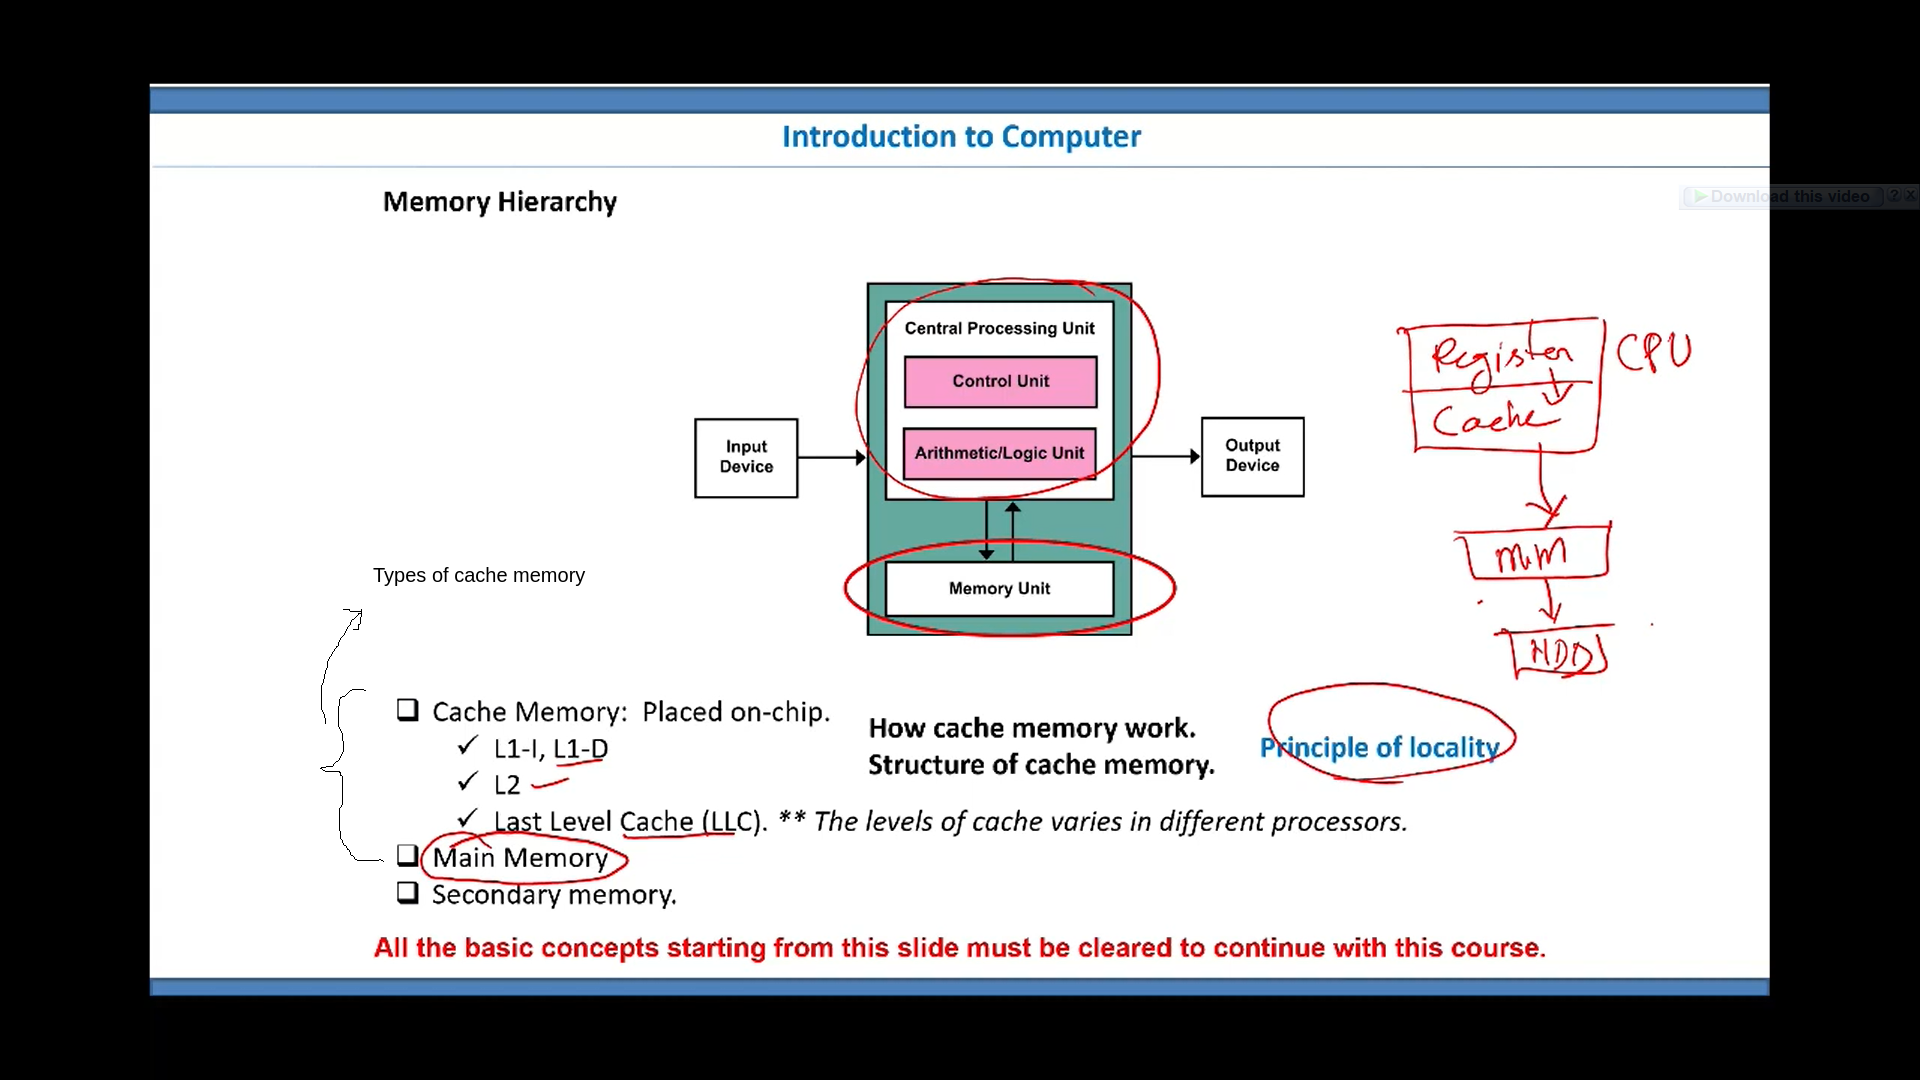 Introduction to Computer
Memory Hierarchy
Download this video ? X
Central Processing Unit
Control Unit
Arithmetic/Logic Unit
Input
Device
Output
Device
Memory Unit
Register
CPU
Cache
MM
HDD
Types of cache memory
Cache Memory: Placed on-chip.
L1-I, L1-D
L2
Last Level Cache (LLC). ** The levels of cache varies in different processors.
How cache memory work.
Structure of cache memory.
Principle of locality
Main Memory
Secondary memory.
All the basic concepts starting from this slide must be cleared to continue with this course.